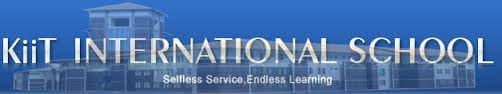 KiiT INTERNATIONAL SCHOOL
Selfless Service,Endless Learning